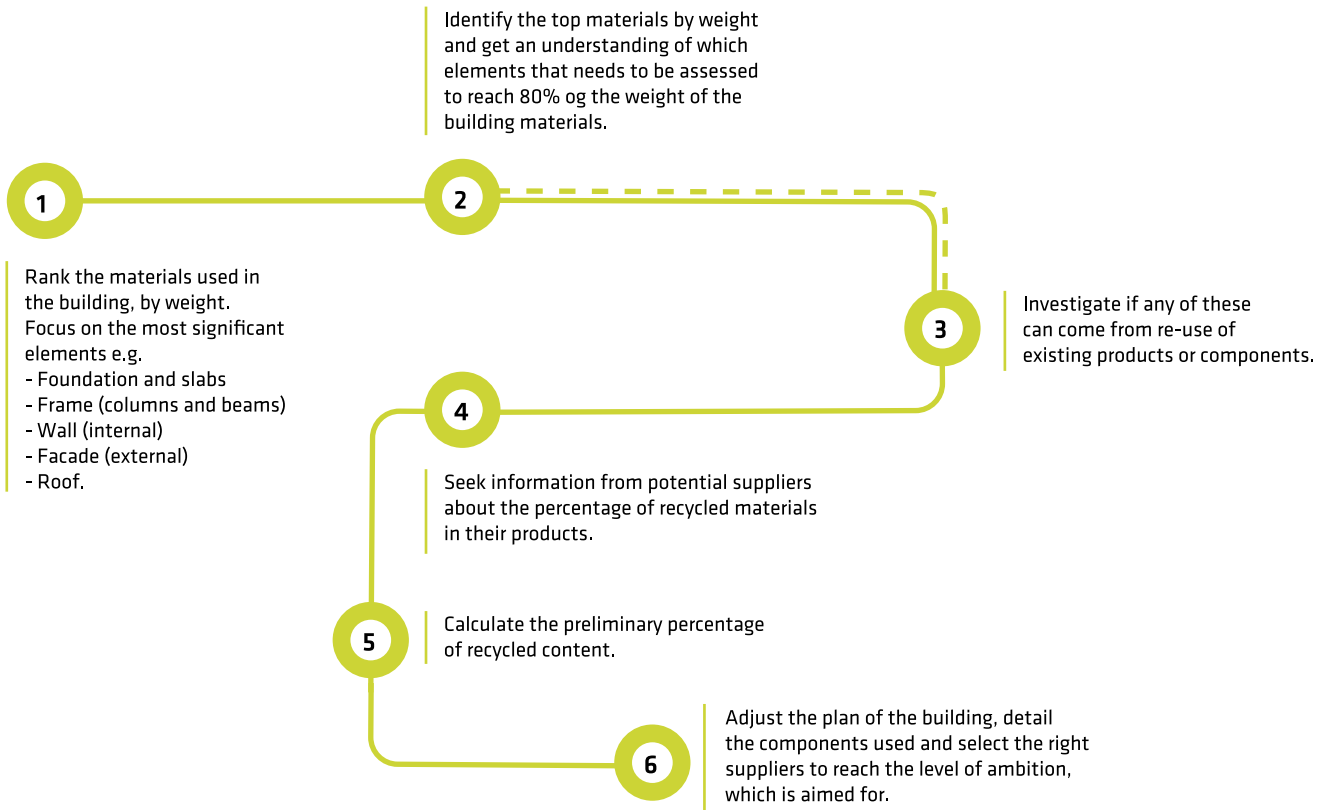 1
Rank the materials used in
the building, by weight.
Focus on the most significant
elements e.g.
- Foundation and slabs
- Frame (columns and beams)
- Wall (internal)
- Facade (external)
- Roof.
2
Identify the top materials by weight
and get an understanding of which
elements that needs to be assessed
to reach 80% og the weight of the
building materials.
3
Investigate if any of these
can come from re-use of
existing products or components.
4
Seek information from potential suppliers
about the percentage of recycled materials
in their products.
5
Calculate the preliminary percentage
of recycled content.
6
Adjust the plan of the building, detail
the components used and select the right
suppliers to reach the level of ambition,
which is aimed for.